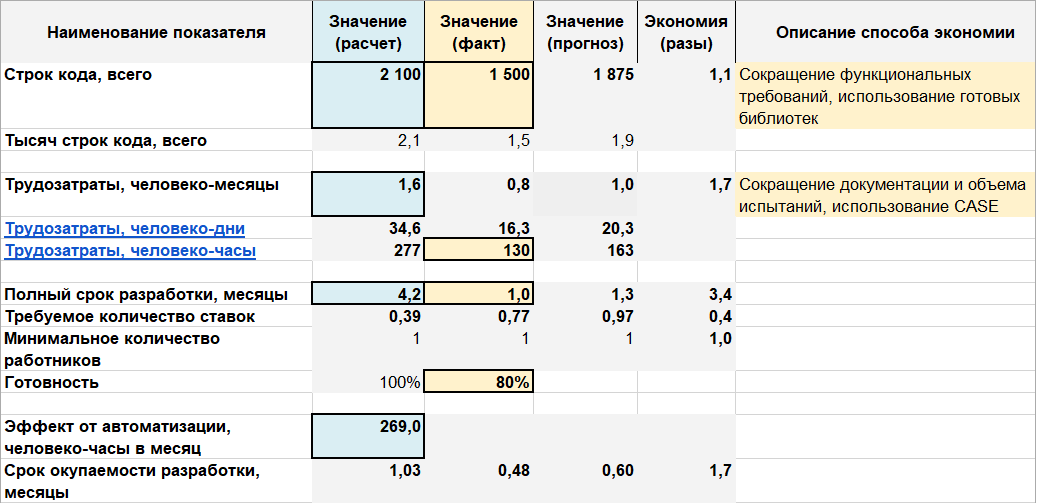 Наименование показателя Значение (расчет) Значение (факт) Значение (прогноз) Экономия (разы) Описание способа экономии
Строк кода, всего 2 100 1 500 1 875 1,1 Сокращение функциональных
требований, использование готовых
библиотек
Тысяч строк кода, всего 2,1 1,5 1,9
Трудозатраты, человеко-месяцы 1,6 0,8 1,0 1,7 Сокращение документации и объема
испытаний, использование CASE
Трудозатраты, человеко-дни 34,6 16,3 20,3
Трудозатраты, человеко-часы 277 130 163
Полный срок разработки, месяцы 4,2 1,0 1,3 3,4
Требуемое количество ставок 0,39 0,77 0,97 0,4
Минимальное количество 1 1 1 1,0
работников
Готовность 100% 80%
Эффект от автоматизации, 269,0
человеко-часы в месяц
Срок окупаемости разработки, 1,03 0,48 0,60 1,7
месяцы